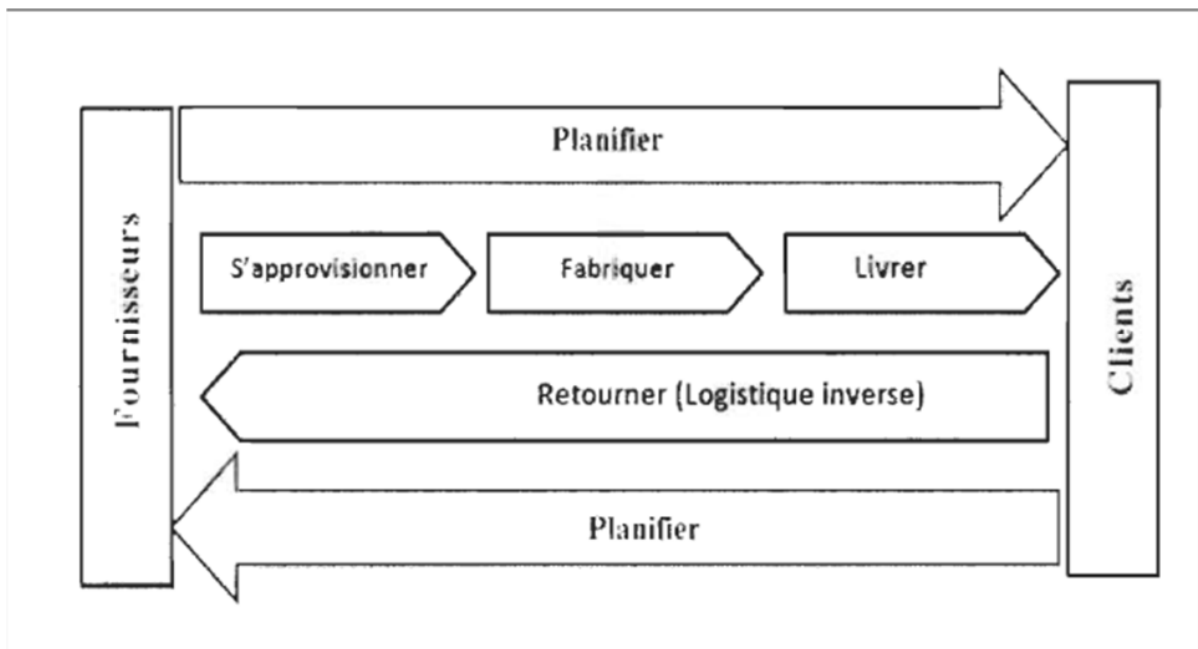 Planifier
Fournisseurs
S'approvisionner
Fabriquer
Livrer
Clients
Retourner (Logistique inverse)
Planifier